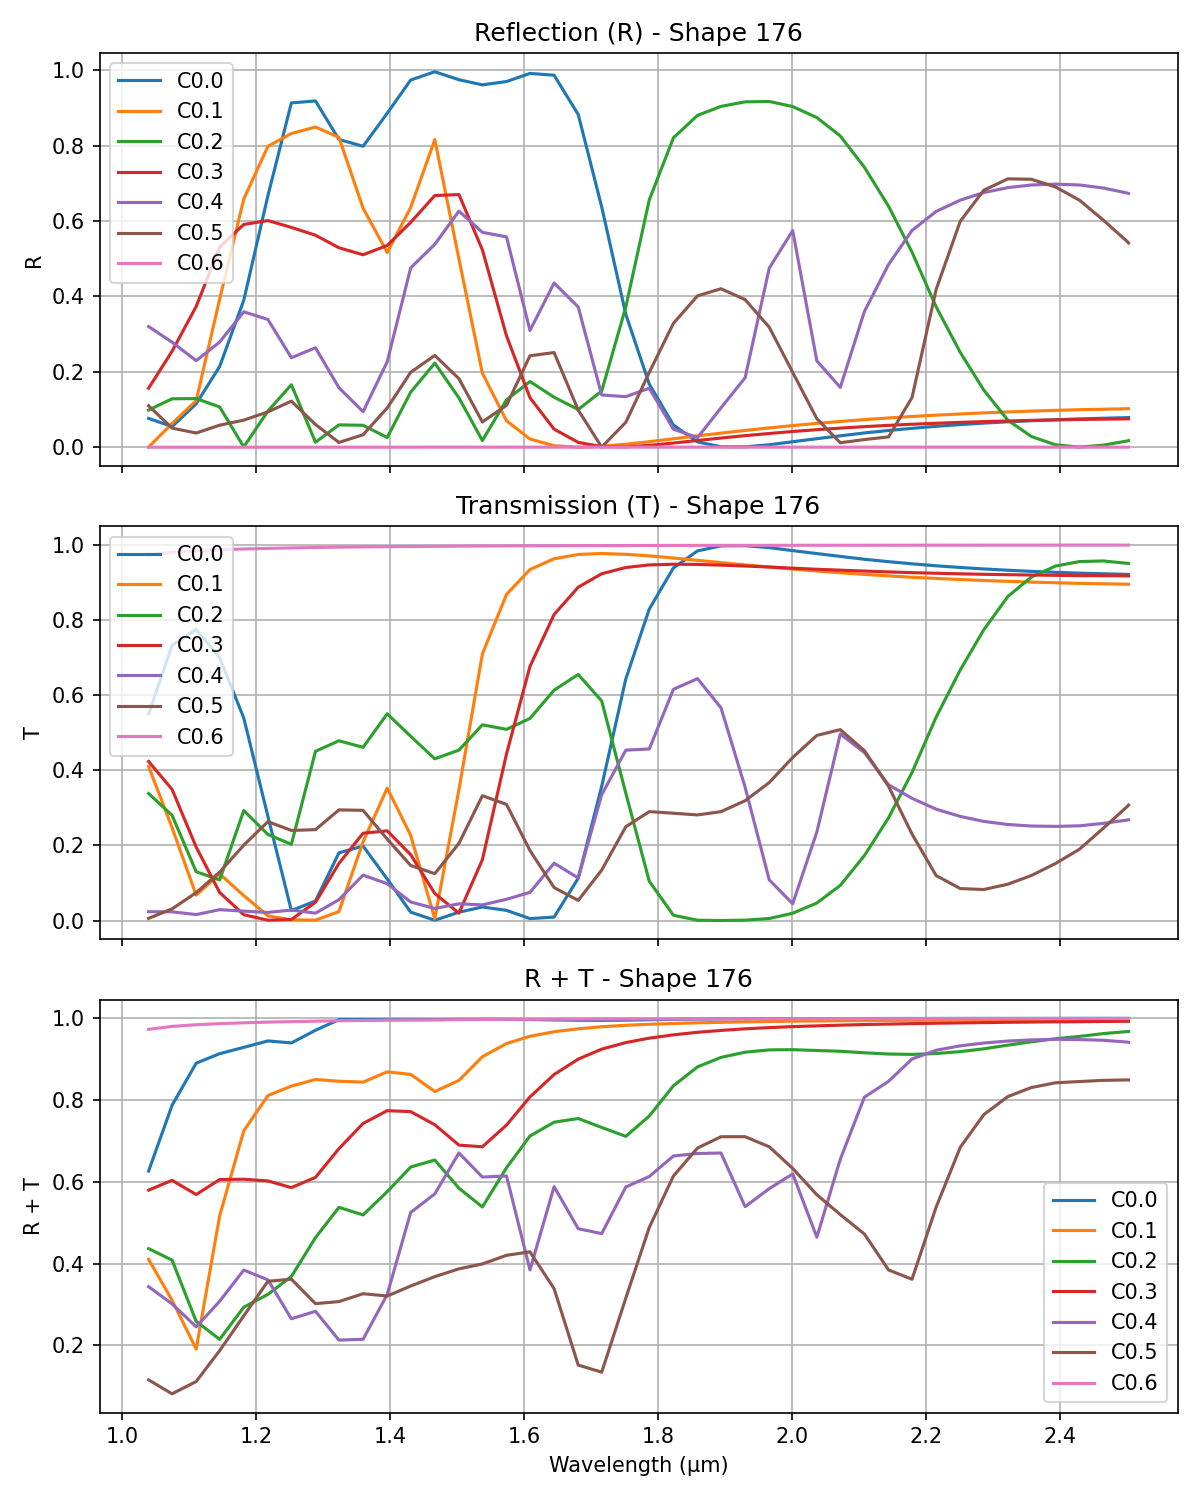 Reflection (R) - Shape 176
1.0
0.8
0.6
0.4
0.2
0.0
R
C0.0
C0.1
C0.2
C0.3
C0.4
C0.5
C0.6
Transmission (T) - Shape 176
1.0
0.8
0.6
0.4
0.2
0.0
T
C0.0
C0.1
C0.2
C0.3
C0.4
C0.5
C0.6
R + T - Shape 176
1.0
0.8
0.6
0.4
0.2
R + T
C0.0
C0.1
C0.2
C0.3
C0.4
C0.5
C0.6
1.0 1.2 1.4 1.6 1.8 2.0 2.2 2.4
Wavelength (μm)